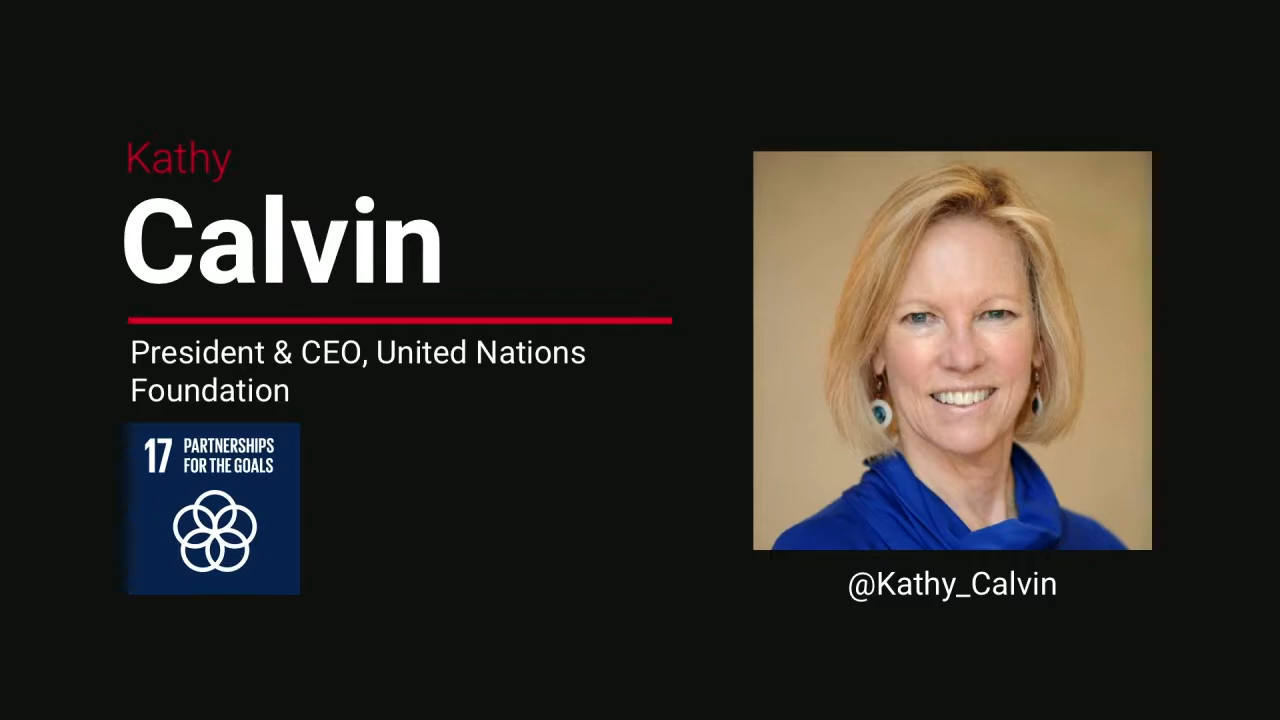 Kathy
Calvin
President & CEO, United Nations
Foundation
17 PARTNERSHIPS
FOR THE GOALS
@Kathy_Calvin